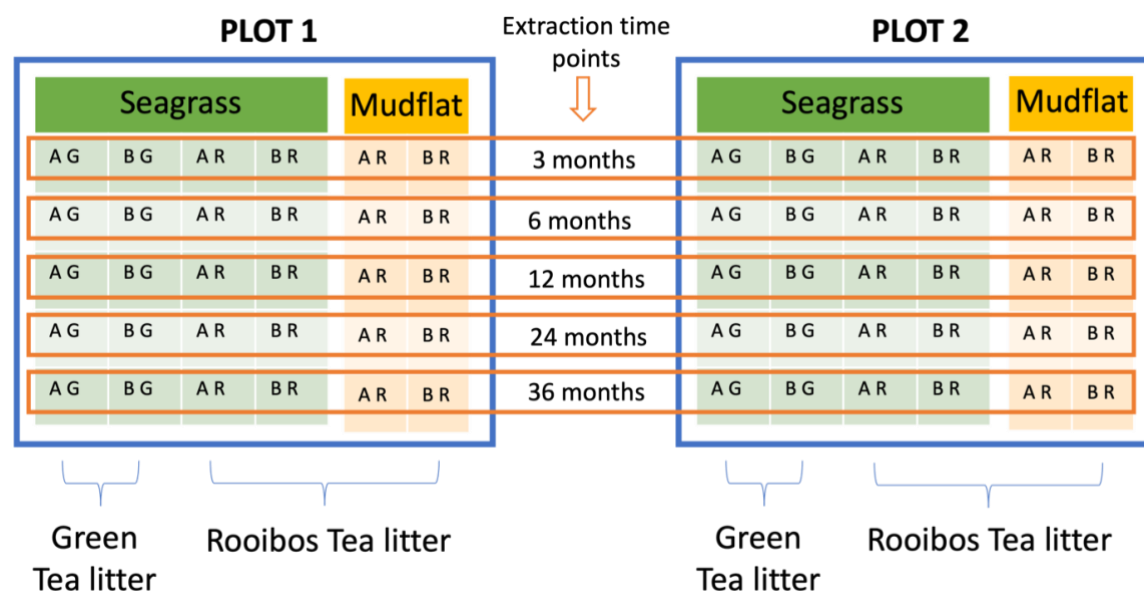 PLOT 1
Extraction time
points
PLOT 2
Seagrass
Mudflat
Seagrass
Mudflat
A G B G A R B R A R B R 3 months A G B G A R B R A R B R
A G B G A R B R A R B R 6 months A G B G A R B R A R B R
A G B G A R B R A R B R 12 months A G B G A R B R A R B R
A G B G A R B R A R B R 24 months A G B G A R B R A R B R
A G B G A R B R A R B R 36 months A G B G A R B R A R B R
Green
Tea litter
Rooibos Tea litter
Green
Tea litter
Rooibos Tea litter